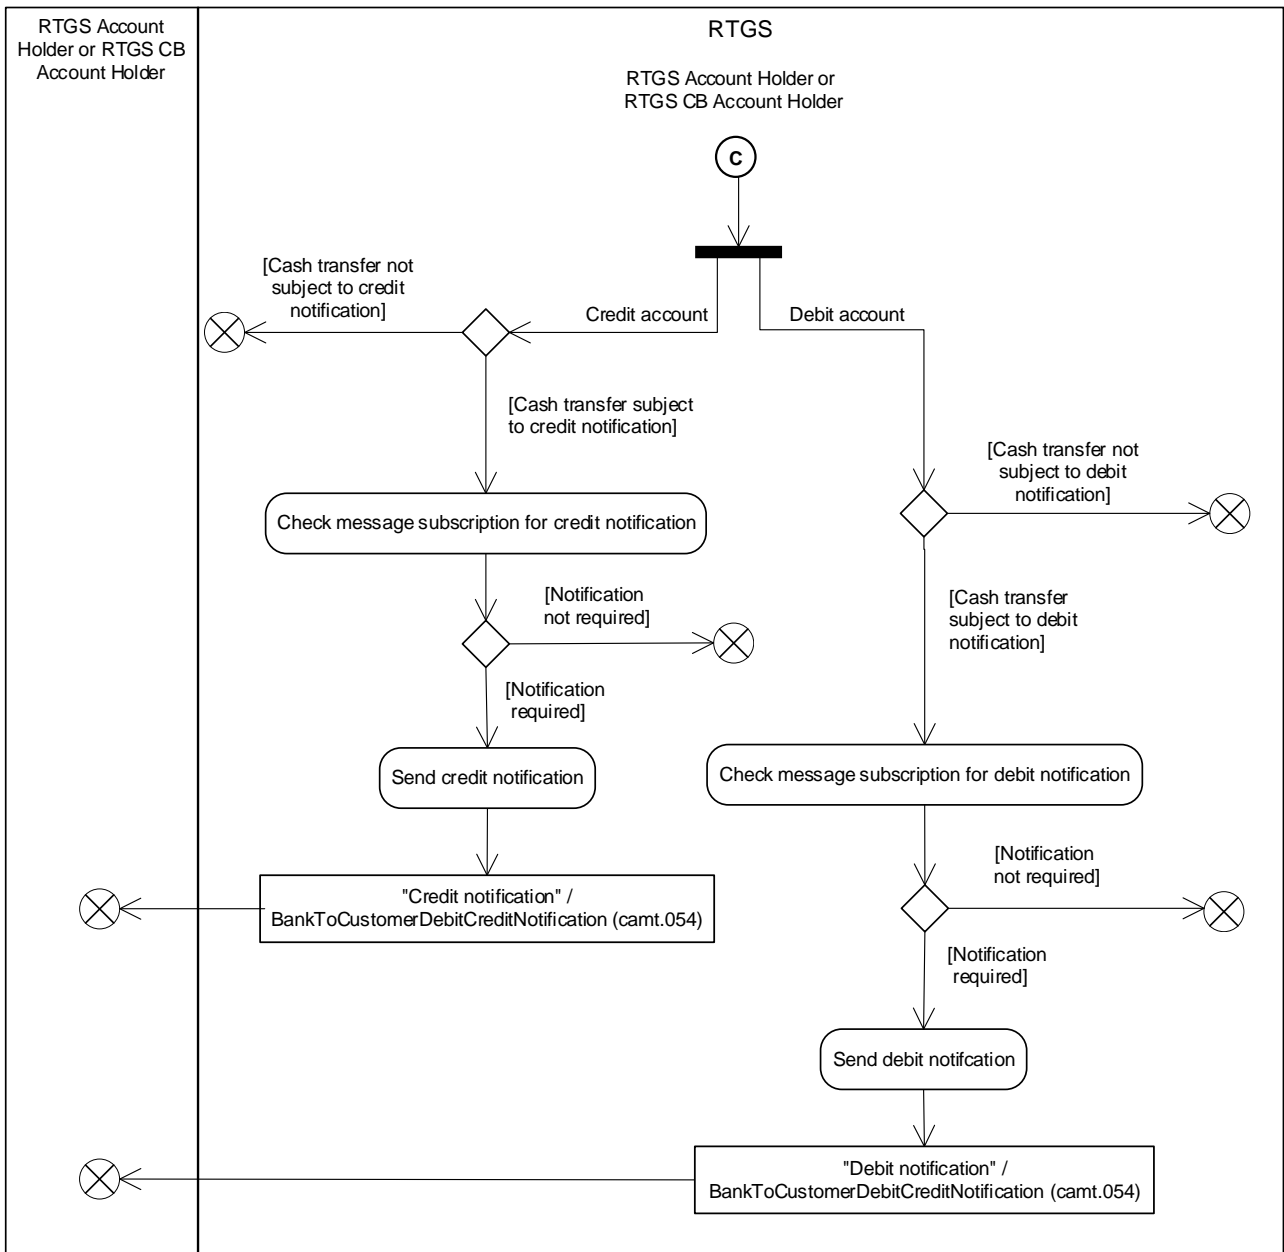 RTGS Account
Holder or RTGS CB
Account Holder
RTGS
RTGS Account Holder or
RTGS CB Account Holder
C
[Cash transfer not
subject to credit
notification]
Credit account
Debit account
[Cash transfer subject
to credit notification]
[Cash transfer not
subject to debit
notification]
Check message subscription for credit notification
[Notification
not required]
[Cash transfer
subject to debit
notification]
[Notification
required]
Send credit notification
Check message subscription for debit notification
"Credit notification" /
BankToCustomerDebitCreditNotification (camt.054)
[Notification
not required]
[Notification
required]
Send debit notifcation
"Debit notification" /
BankToCustomerDebitCreditNotification (camt.054)